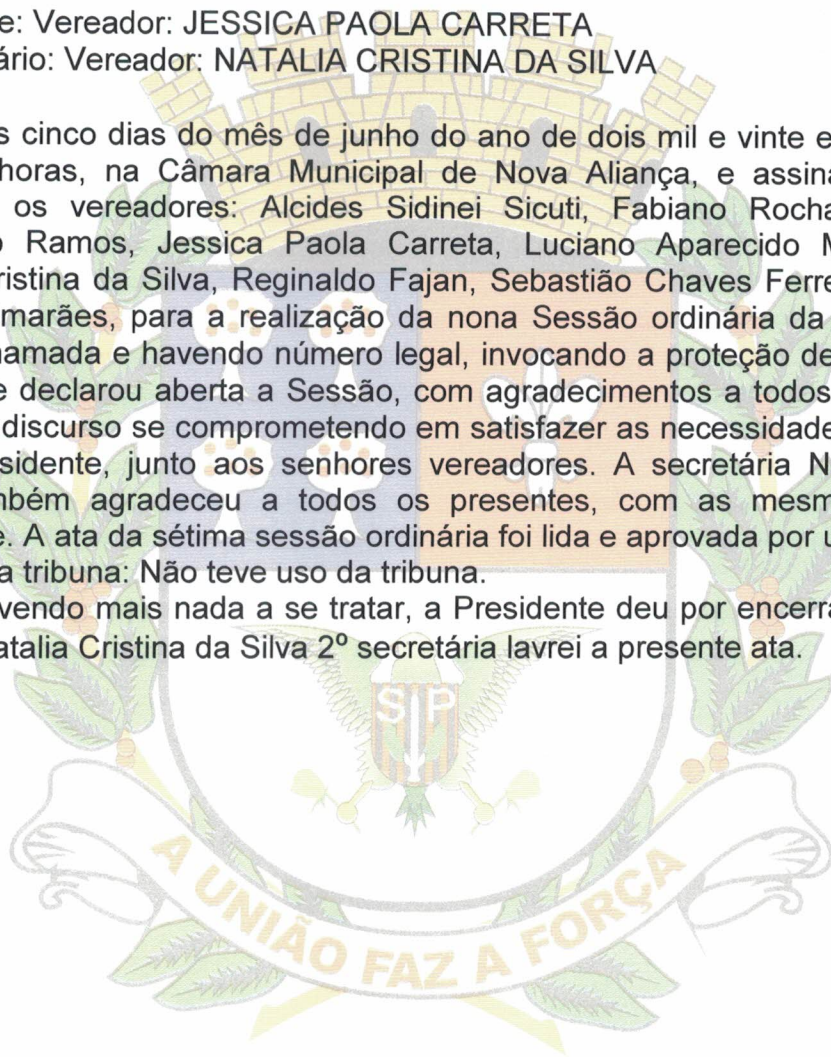 e: Vereador: JESSICA PAOLA CARRETA
ário: Vereador: NATALIA CRISTINA DA SILVA
s cinco dias do mês de junho do ano de dois mil e vinte e
horas, na Câmara Municipal de Nova Aliança, e assina
os vereadores: Alcides Sidinei Sicuti, Fabiano Rocha
o Ramos, Jessica Paola Carreta, Luciano Aparecido M
ristina da Silva, Reginaldo Fajan, Sebastião Chaves Ferre
marães, para a realização da nona Sessão ordinária da
hamada e havendo número legal, invocando a proteção de
e declarou aberta a Sessão, com agradecimentos a todos
discurso se comprometendo em satisfazer as necessidade
sidente, junto aos senhores vereadores. A secretária N
mbém agradeceu a todos os presentes, com as mesm
e. A ata da sétima sessão ordinária foi lida e aprovada por u
a tribuna: Não teve uso da tribuna.
vendo mais nada a se tratar, a Presidente deu por encerra
atalia Cristina da Silva 2º secretária lavrei a presente ata.
SP
A UNIÃO FAZ A FORÇA